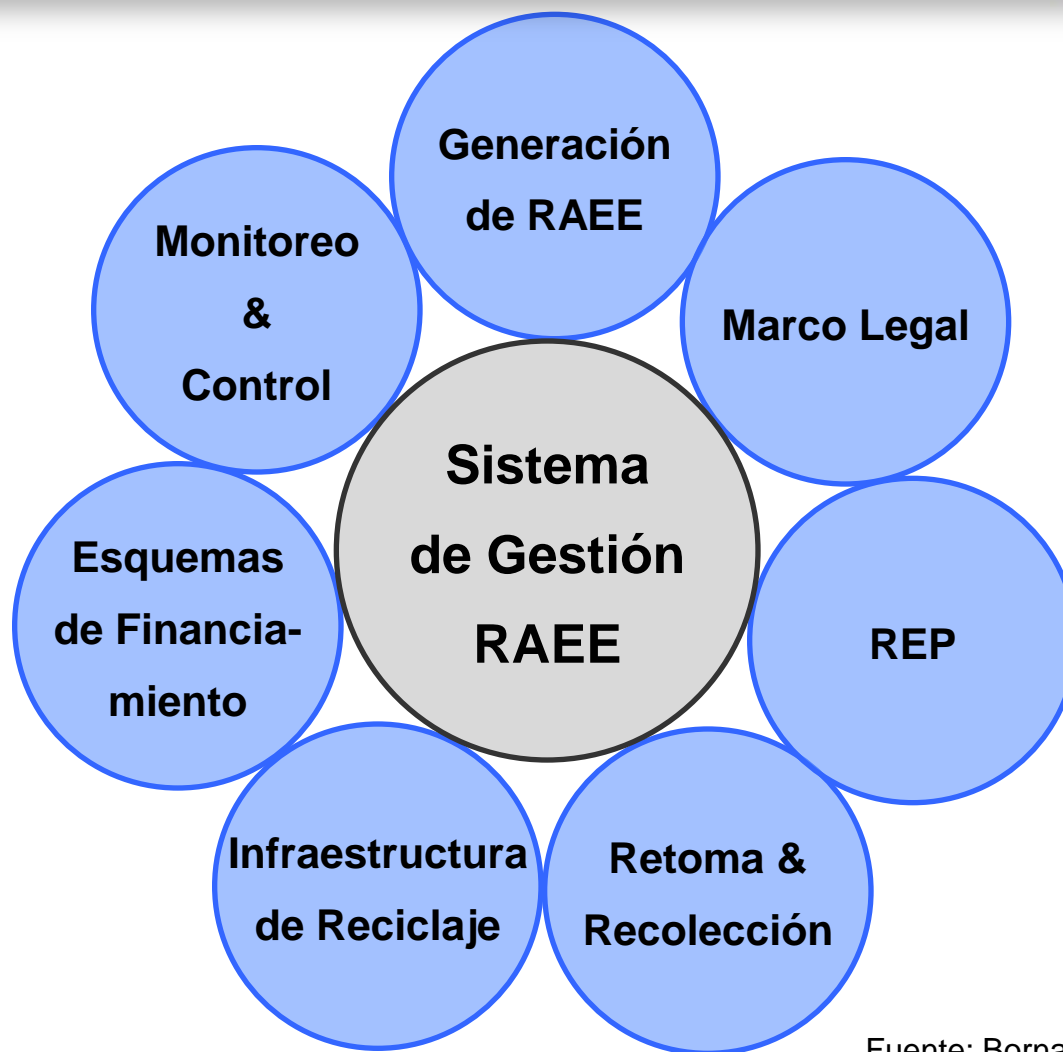 Generación
de RAEE
Monitoreo
&
Control
Marco Legal
Sistema
de Gestión
RAEE
Esquemas
de Financia-
miento
REP
Infraestructura
de Reciclaje
Retoma &
Recolección
Fuente: